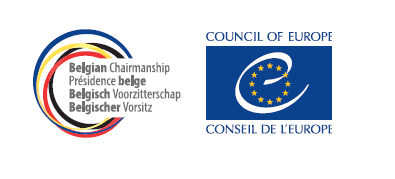 Belgian Chairmanship
Présidence belge
Belgisch Voorzitterschap
Belgischer Vorsitz
COUNCIL OF EUROPE
CONSEIL DE L'EUROPE